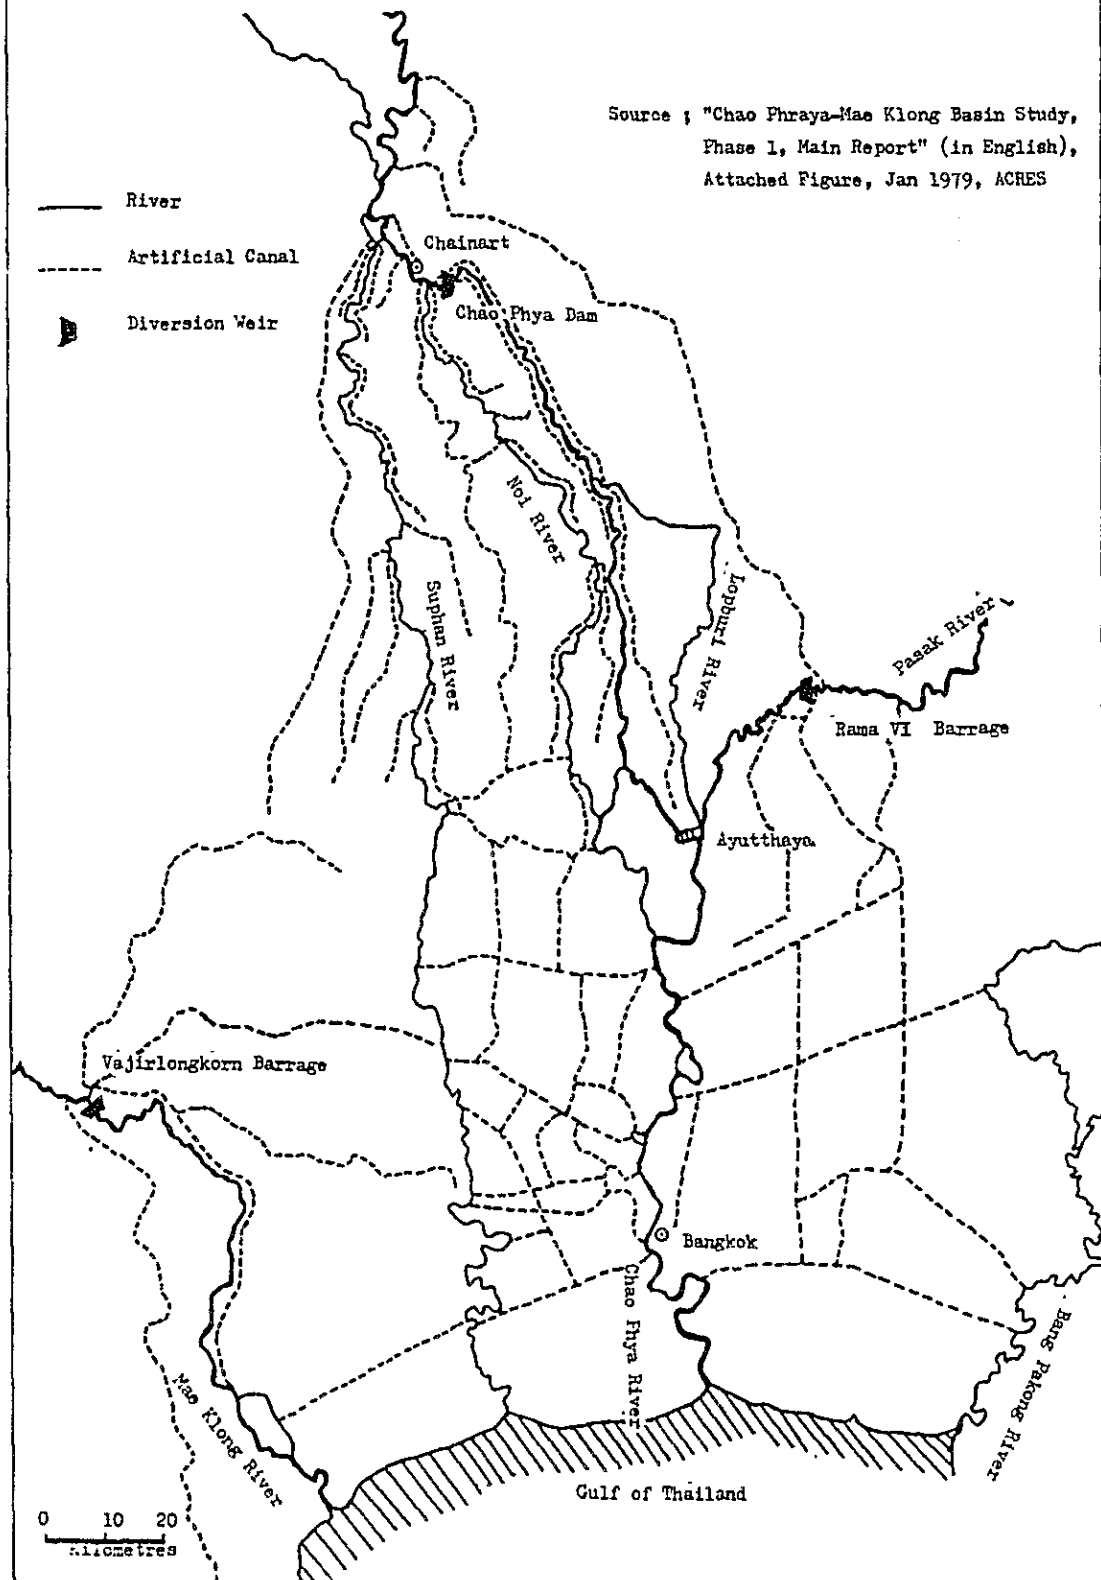 Source ; "Chao Phraya-Mae Klong Basin Study,
Phase 1, Main Report" (in English),
Attached Figure, Jan 1979, ACRES
River
Artificial Canal
Diversion Weir
Chainart
Chao Phya Dam
Noi River
Suphan River
Lopburi River
Pasak River
Rama VI Barrage
Ayutthaya
Vajirlongkorn Barrage
Bangkok
Chao Phya River
Bang Pakong River
Mae Klong River
Gulf of Thailand
0 10 20
Kilometres